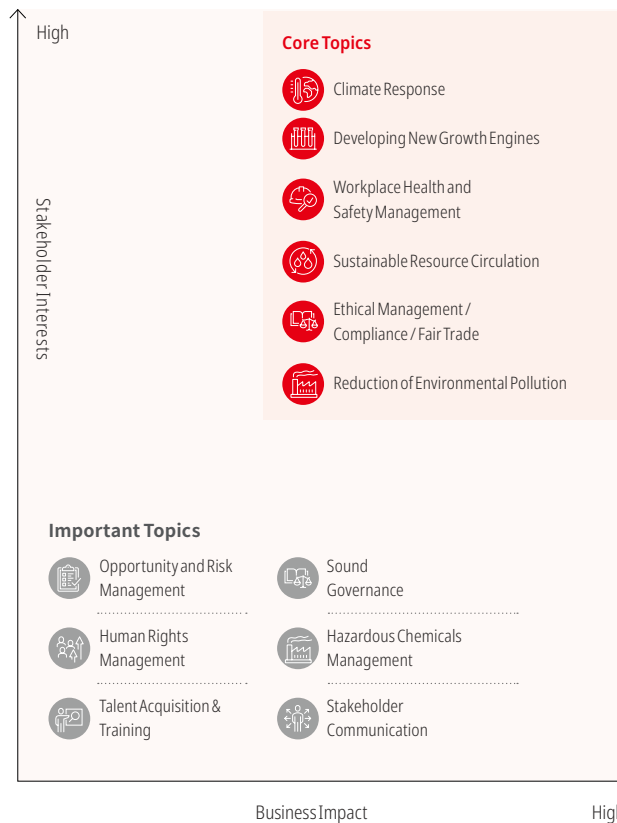 High
Core Topics
Climate Response
Developing New Growth Engines
Workplace Health and
Safety Management
Sustainable Resource Circulation
Ethical Management /
Compliance / Fair Trade
Reduction of Environmental Pollution
Stakeholder Interests
Important Topics
Opportunity and Risk
Management
Human Rights
Management
Talent Acquisition &
Training
Sound
Governance
Hazardous Chemicals
Management
Stakeholder
Communication
Business Impact
High